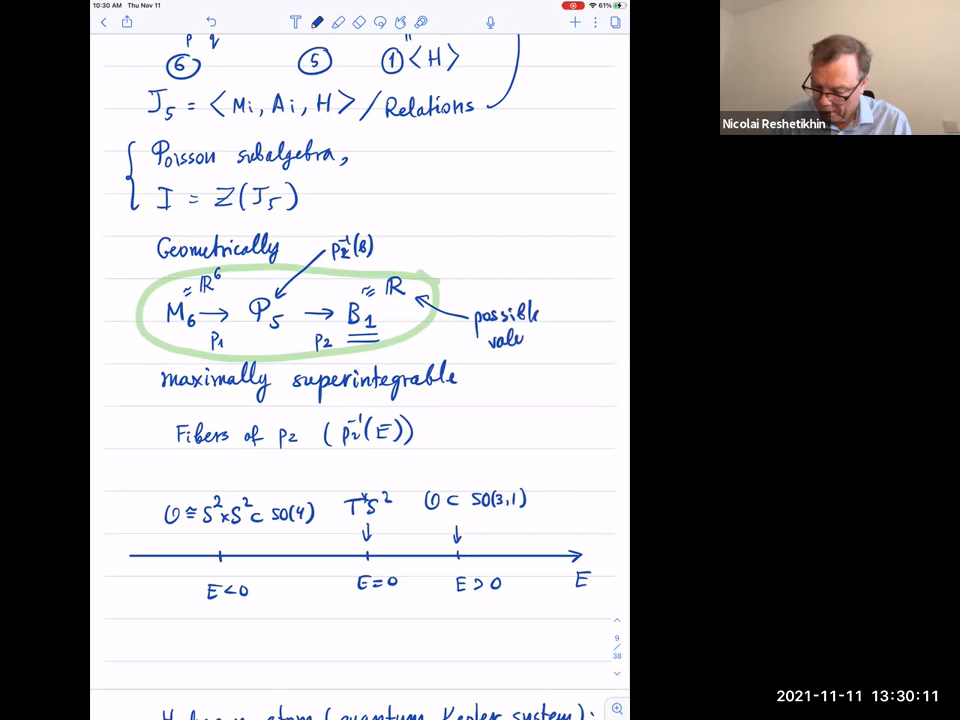 10:30 AM Thu Nov 11
61%
p q "
⑥ ⑤ ① <H>
J₅ = <Mi, Ai, H> / Relations
Poisson subalgebra,
I = Z(J₅)
Geometrically p₂⁻¹(b)
≈ ℝ⁶ ≈ ℝ
M₆ → P₅ → B₁
p₁ p₂
possible
vale
maximally superintegrable
Fibers of p₂ (p₂⁻¹(E))
O ≅ S² × S² ⊂ SO(4) T*S² O ⊂ SO(3,1)
E < 0 E = 0 E > 0 E
9
/
38
Nicolai Reshetikhin
2021-11-11 13:30:11